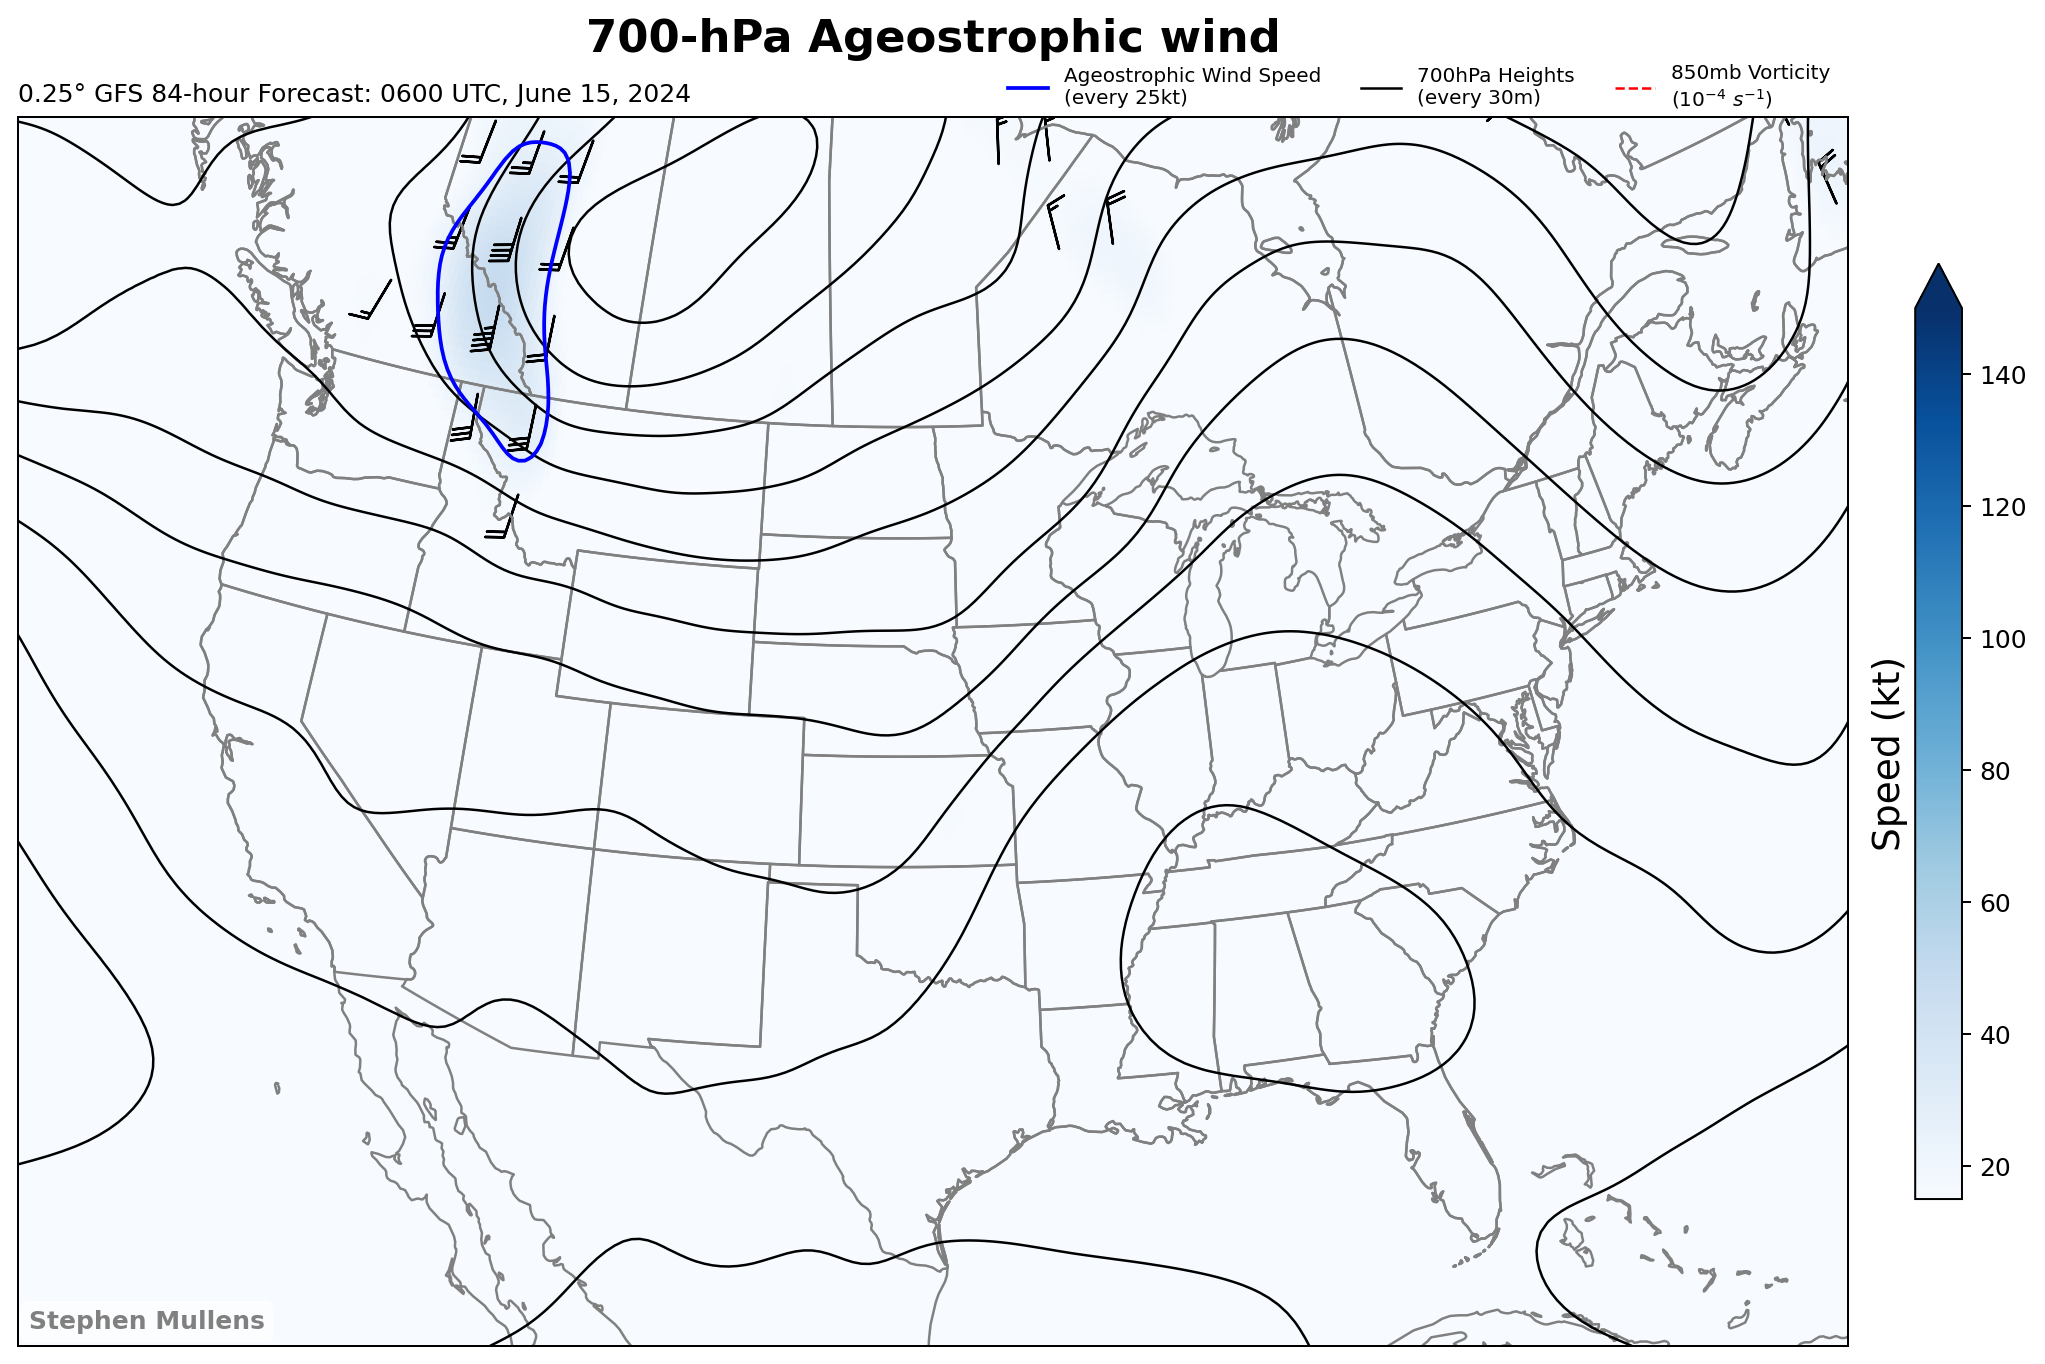 700-hPa Ageostrophic wind
0.25° GFS 84-hour Forecast: 0600 UTC, June 15, 2024
Ageostrophic Wind Speed
(every 25kt)
700hPa Heights
(every 30m)
850mb Vorticity
(10⁻⁴ s⁻¹)
140
120
100
80
60
40
20
Speed (kt)
Stephen Mullens